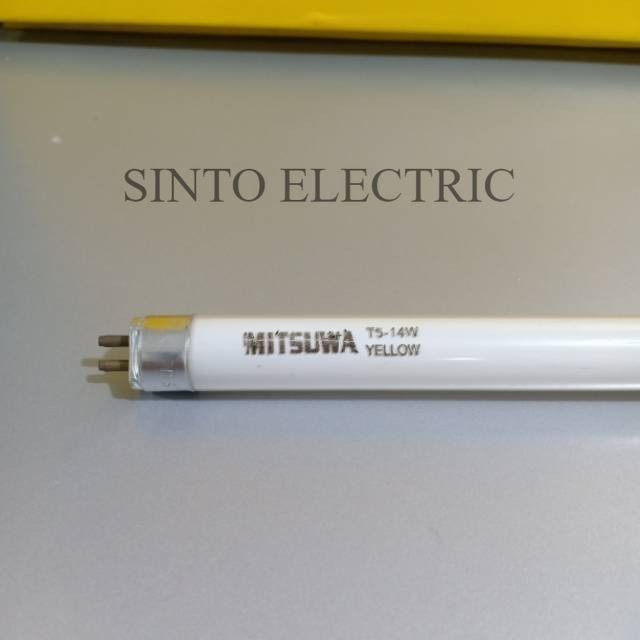 SINTO ELECTRIC
MITSUWA T5-14W
YELLOW